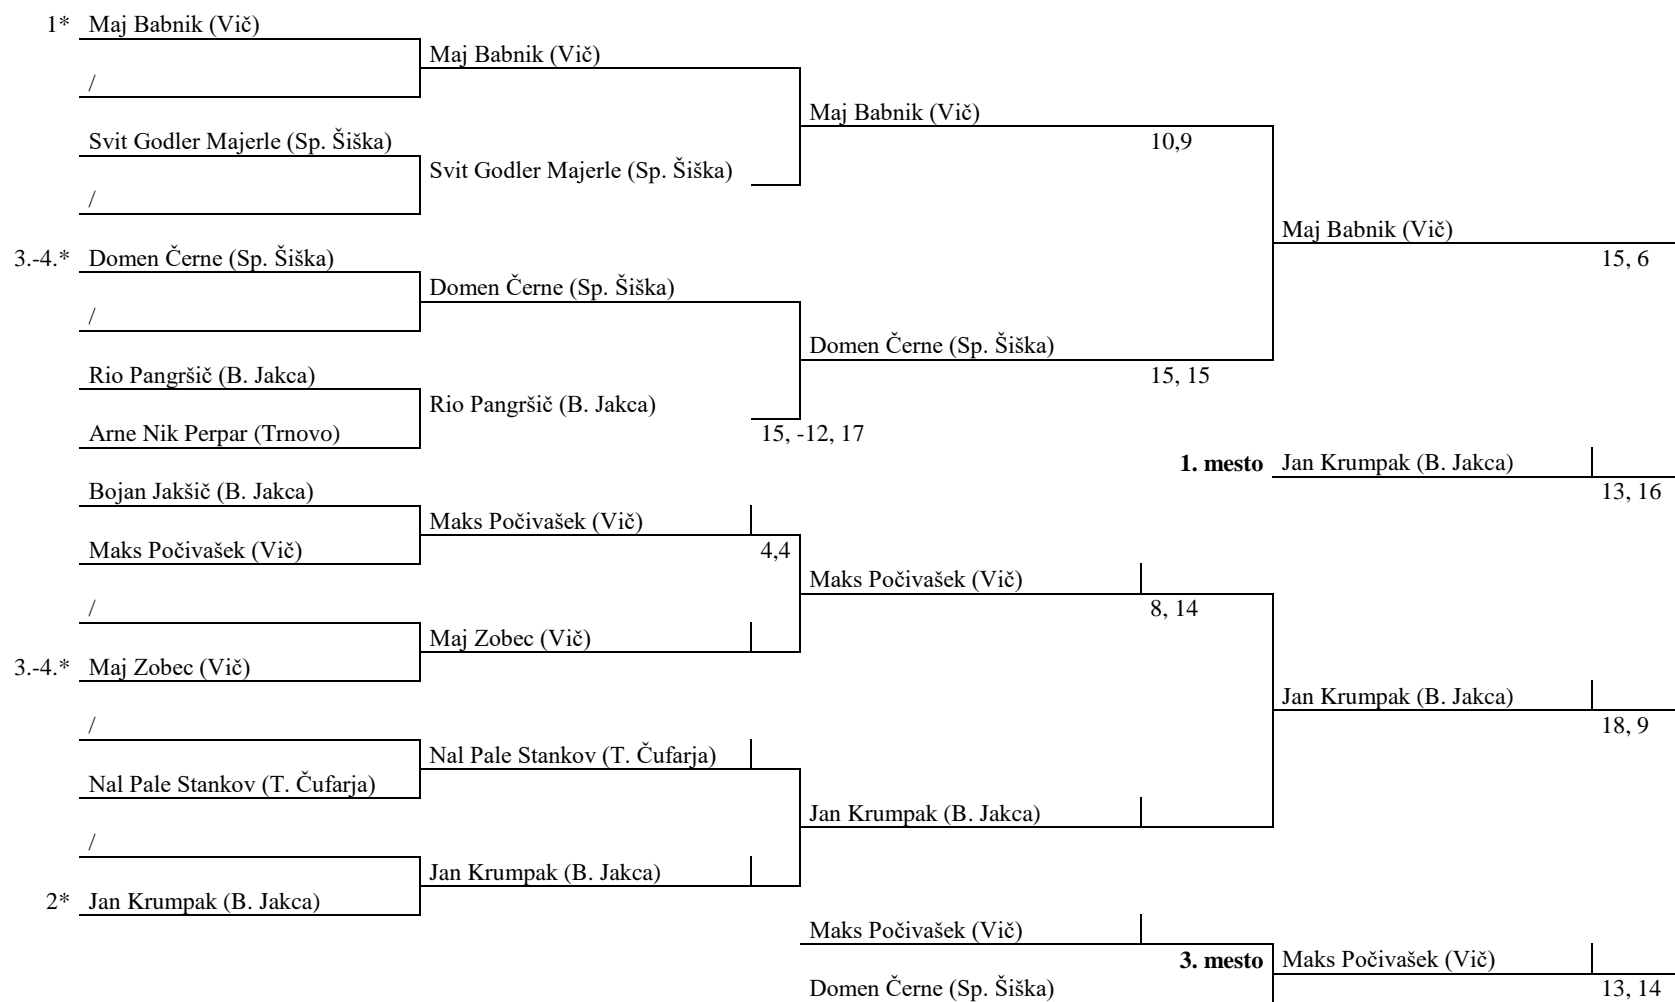 1* Maj Babnik (Vič)
Maj Babnik (Vič)
/
Maj Babnik (Vič)
Svit Godler Majerle (Sp. Šiška)
10,9
Svit Godler Majerle (Sp. Šiška)
/
Maj Babnik (Vič)
3.-4.* Domen Černe (Sp. Šiška)
15, 6
Domen Černe (Sp. Šiška)
/
Domen Černe (Sp. Šiška)
Rio Pangršič (B. Jakca)
15, 15
Rio Pangršič (B. Jakca)
Arne Nik Perpar (Trnovo)
15, -12, 17
1. mesto Jan Krumpak (B. Jakca)
Bojan Jakšič (B. Jakca)
13, 16
Maks Počivašek (Vič)
Maks Počivašek (Vič)
4,4
Maks Počivašek (Vič)
/
8, 14
Maj Zobec (Vič)
3.-4.* Maj Zobec (Vič)
Jan Krumpak (B. Jakca)
/
18, 9
Nal Pale Stankov (T. Čufarja)
Nal Pale Stankov (T. Čufarja)
Jan Krumpak (B. Jakca)
/
Jan Krumpak (B. Jakca)
2* Jan Krumpak (B. Jakca)
Maks Počivašek (Vič)
3. mesto Maks Počivašek (Vič)
Domen Černe (Sp. Šiška)
13, 14